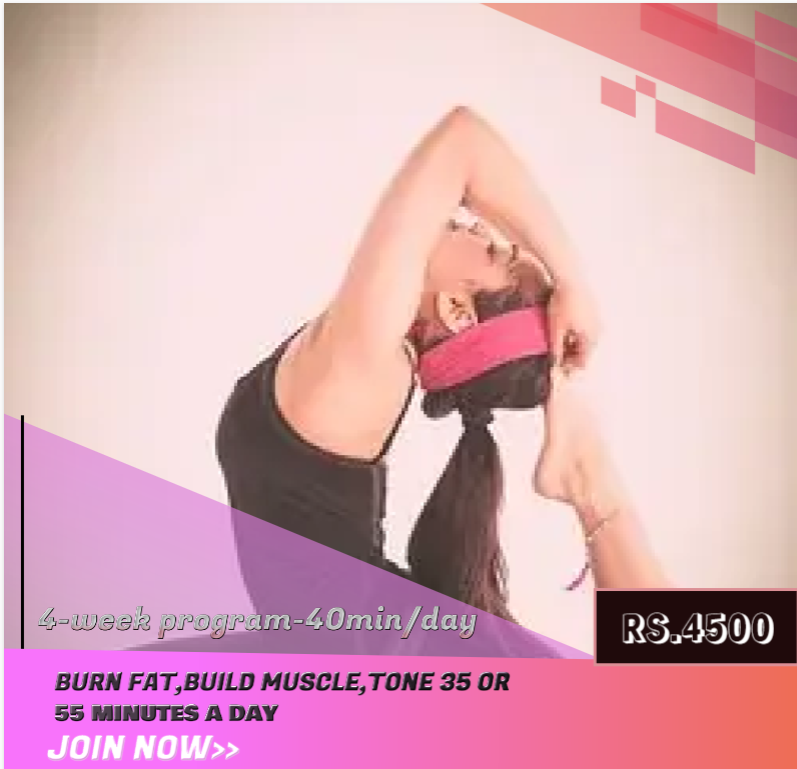 4-week program-40min/day
RS.4500
BURN FAT,BUILD MUSCLE,TONE 35 OR
55 MINUTES A DAY
JOIN NOW>>